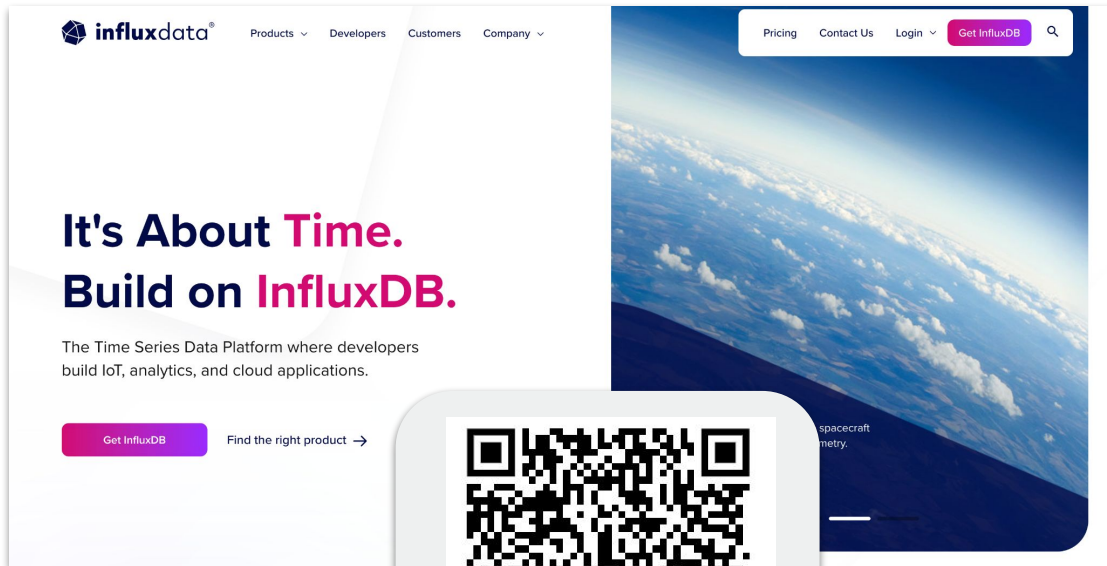 influxdata®
Products
Developers
Customers
Company
Pricing
Contact Us
Login
Get InfluxDB
It's About Time.
Build on InfluxDB.
The Time Series Data Platform where developers
build IoT, analytics, and cloud applications.
Get InfluxDB
Find the right product →
spacecraft